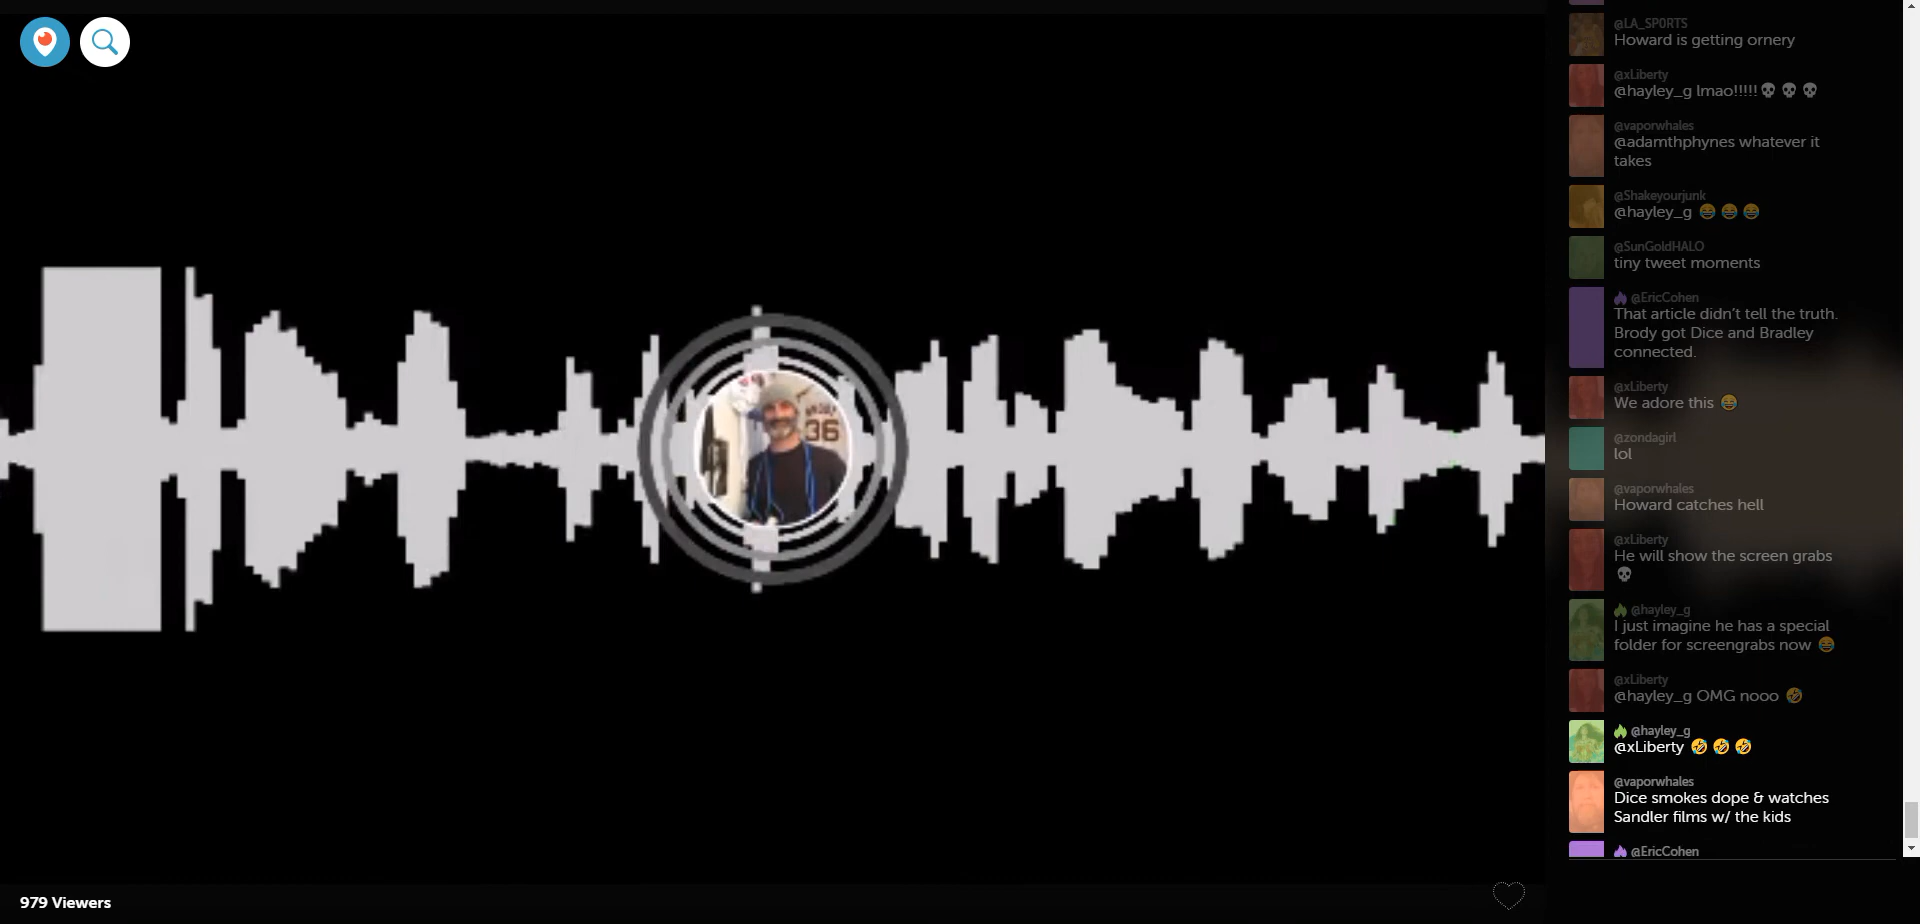 @LA_SP0RTS
Howard is getting ornery
@xLiberty
@hayley_g lmao!!!!!💀 💀 💀
@vaporwhales
@adamthphynes whatever it
takes
@Shakeyourjunk
@hayley_g 😂 😂 😂
@SunGoldHALO
tiny tweet moments
@EricCohen
That article didn't tell the truth.
Brody got Dice and Bradley
connected.
@xLiberty
We adore this 😂
@zondagirl
lol
@vaporwhales
Howard catches hell
@xLiberty
He will show the screen grabs
💀
@hayley_g
I just imagine he has a special
folder for screengrabs now 😂
@xLiberty
@hayley_g OMG nooo 🤣
@hayley_g
@xLiberty 🤣 🤣 🤣
@vaporwhales
Dice smokes dope & watches
Sandler films w/ the kids
@EricCohen
36
979 Viewers